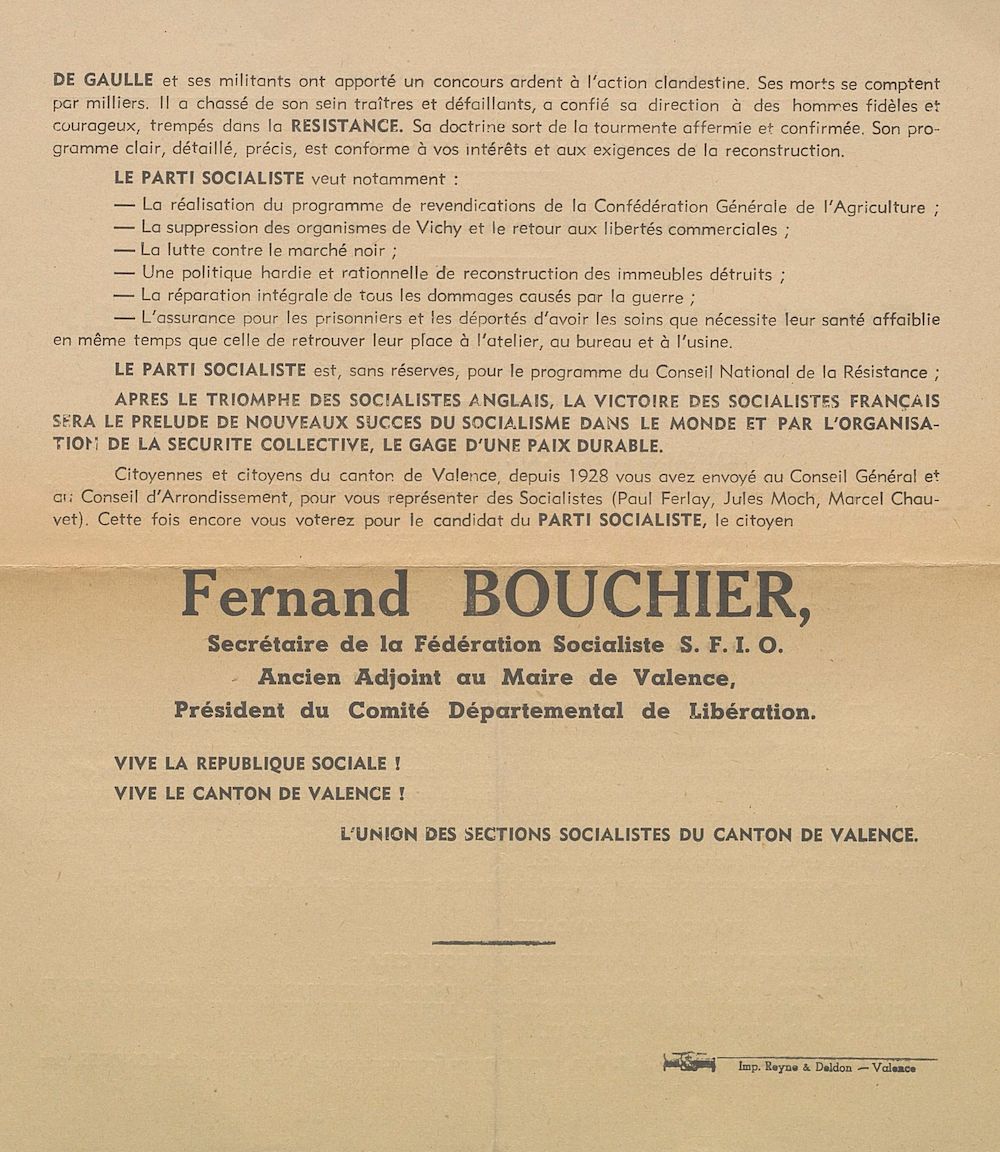 DE GAULLE et ses militants ont apporté un concours ardent à l'action clandestine. Ses morts se comptent
par milliers. Il a chassé de son sein traîtres et défaillants, a confié sa direction à des hommes fidèles et
courageux, trempés dans la RESISTANCE. Sa doctrine sort de la tourmente affermie et confirmée. Son pro-
gramme clair, détaillé, précis, est conforme à vos intérêts et aux exigences de la reconstruction.
LE PARTI SOCIALISTE veut notamment :
— La réalisation du programme de revendications de la Confédération Générale de l'Agriculture ;
— La suppression des organismes de Vichy et le retour aux libertés commerciales ;
— La lutte contre le marché noir ;
— Une politique hardie et rationnelle de reconstruction des immeubles détruits ;
— La réparation intégrale de tous les dommages causés par la guerre ;
— L'assurance pour les prisonniers et les déportés d'avoir les soins que nécessite leur santé affaiblie
en même temps que celle de retrouver leur place à l'atelier, au bureau et à l'usine.
LE PARTI SOCIALISTE est, sans réserves, pour le programme du Conseil National de la Résistance ;
APRES LE TRIOMPHE DES SOCIALISTES ANGLAIS, LA VICTOIRE DES SOCIALISTES FRANÇAIS
SERA LE PRELUDE DE NOUVEAUX SUCCES DU SOCIALISME DANS LE MONDE ET PAR L'ORGANISA-
TION DE LA SECURITE COLLECTIVE, LE GAGE D'UNE PAIX DURABLE.
Citoyennes et citoyens du canton de Valence, depuis 1928 vous avez envoyé au Conseil Général et
au Conseil d'Arrondissement, pour vous représenter des Socialistes (Paul Ferlay, Jules Moch, Marcel Chau-
vet). Cette fois encore vous voterez pour le candidat du PARTI SOCIALISTE, le citoyen
Fernand BOUCHIER,
Secrétaire de la Fédération Socialiste S. F. I. O.
Ancien Adjoint au Maire de Valence,
Président du Comité Départemental de Libération.
VIVE LA REPUBLIQUE SOCIALE !
VIVE LE CANTON DE VALENCE !
L'UNION DES SECTIONS SOCIALISTES DU CANTON DE VALENCE.
Imp. Reyne & Deldon — Valence